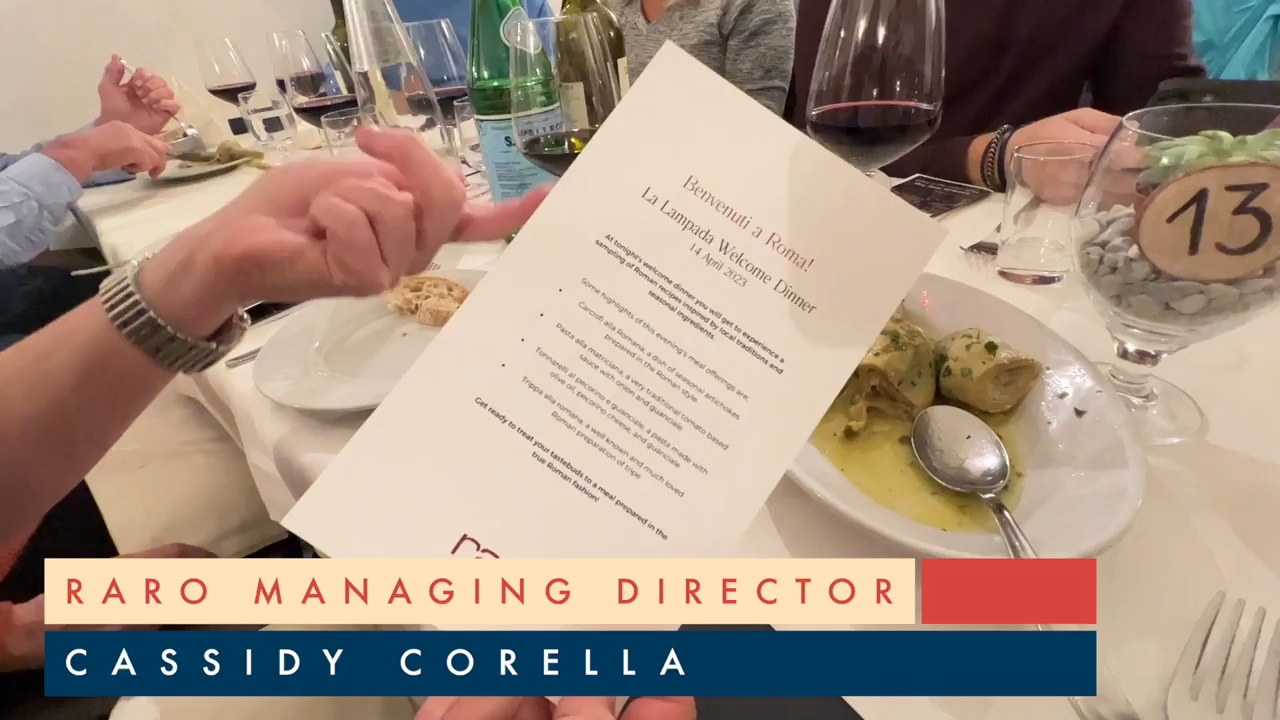 Benvenuti a Roma!
La Lampada Welcome Dinner
14 April 2023
At tonight's welcome dinner you will get to experience a
sampling of Roman recipes inspired by local traditions and
seasonal ingredients.
Some highlights of this evening's meal offerings are:
Carciofi alla Romana, a dish of seasonal artichokes
prepared in the Roman style
Pasta alla matriciana, a very traditional tomato based
sauce with onion and guanciale
Tonnarelli al pecorino e guanciale, a pasta made with
olive oil, pecorino cheese, and guanciale
Trippa alla romana, a well known and much loved
Roman preparation of tripe
Get ready to treat your tastebuds to a meal prepared in the
true Roman fashion!
13
RARO MANAGING DIRECTOR
CASSIDY CORELLA